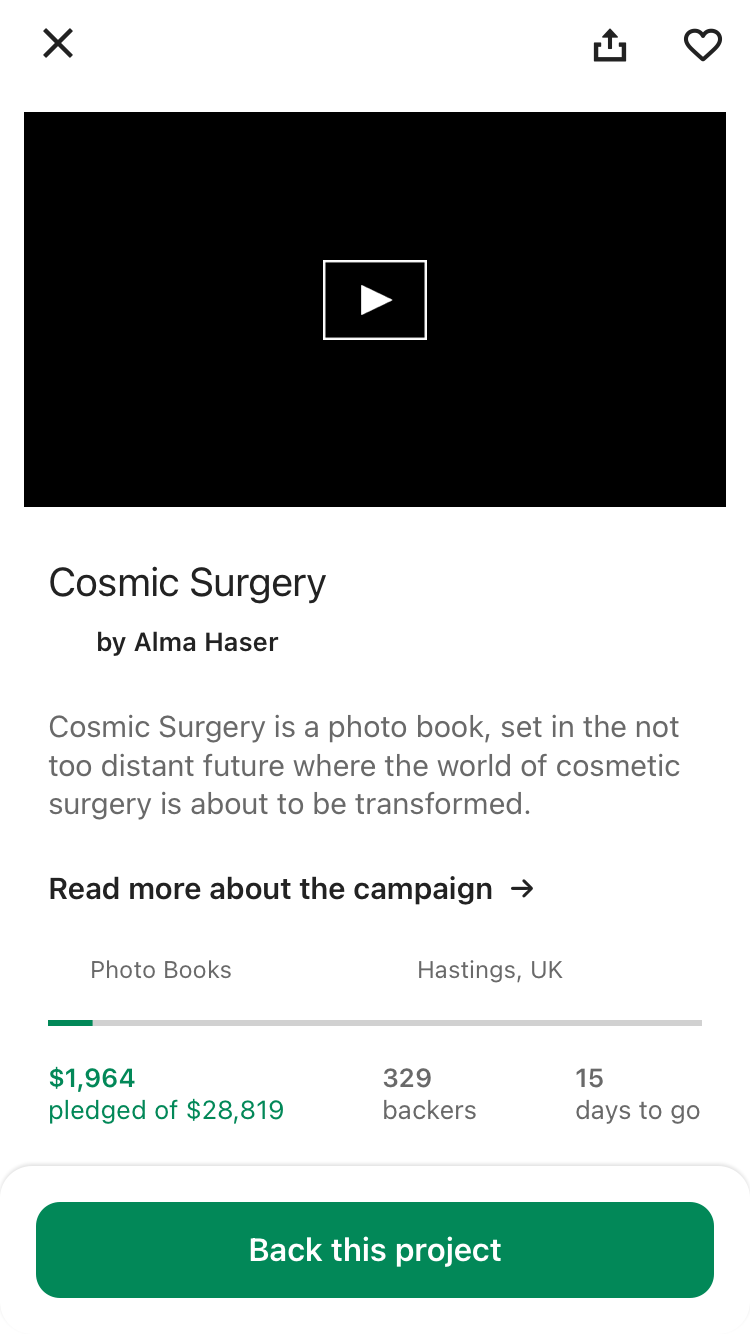 Cosmic Surgery
by Alma Haser
Cosmic Surgery is a photo book, set in the not
too distant future where the world of cosmetic
surgery is about to be transformed.
Read more about the campaign →
Photo Books
Hastings, UK
$1,964
pledged of $28,819
329
backers
15
days to go
Back this project